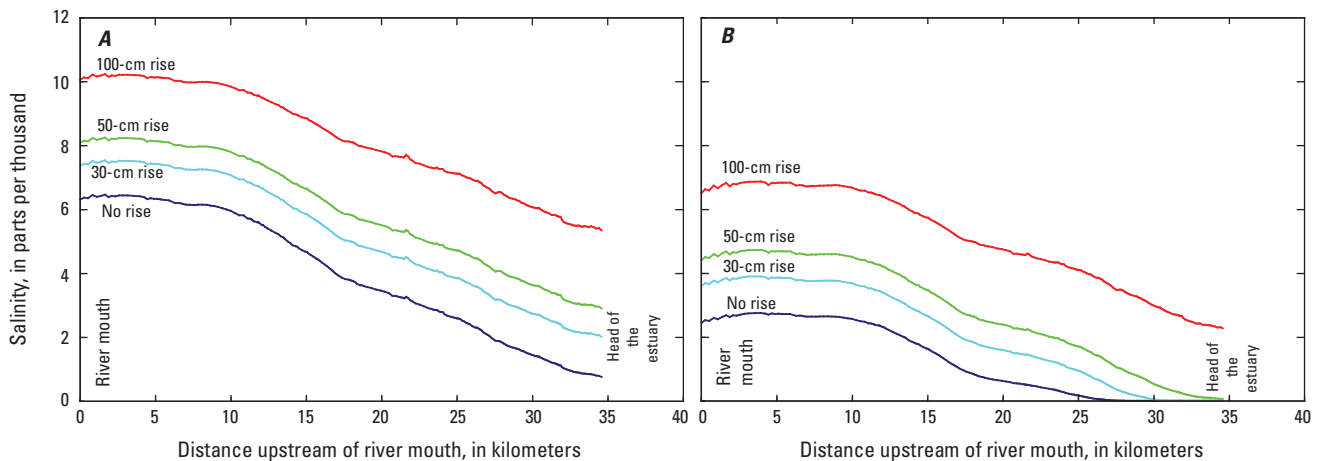 Salinity, in parts per thousand
12
10
8
6
4
2
0
A
100-cm rise
50-cm rise
30-cm rise
No rise
River mouth
Head of
the
estuary
0 5 10 15 20 25 30 35 40
Distance upstream of river mouth, in kilometers
B
100-cm rise
50-cm rise
30-cm rise
No rise
River
mouth
Head of
the
estuary
0 5 10 15 20 25 30 35 40
Distance upstream of river mouth, in kilometers